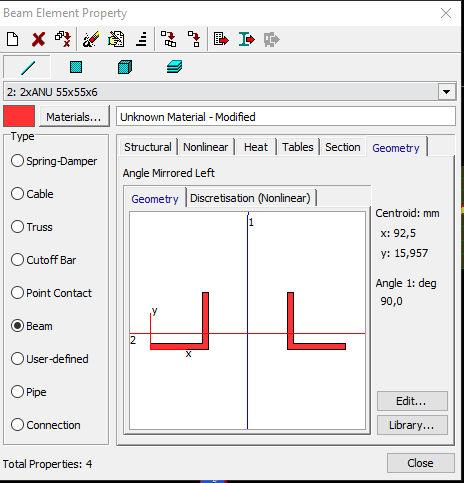 Beam Element Property
2: 2xANU 55x55x6
Materials...
Unknown Material - Modified
Type
Spring-Damper
Cable
Truss
Cutoff Bar
Point Contact
Beam
User-defined
Pipe
Connection
Structural Nonlinear Heat Tables Section Geometry
Angle Mirrored Left
Geometry Discretisation (Nonlinear)
1
y
2
x
Centroid: mm
x: 92,5
y: 15,957
Angle 1: deg
90,0
Edit...
Library...
Total Properties: 4
Close